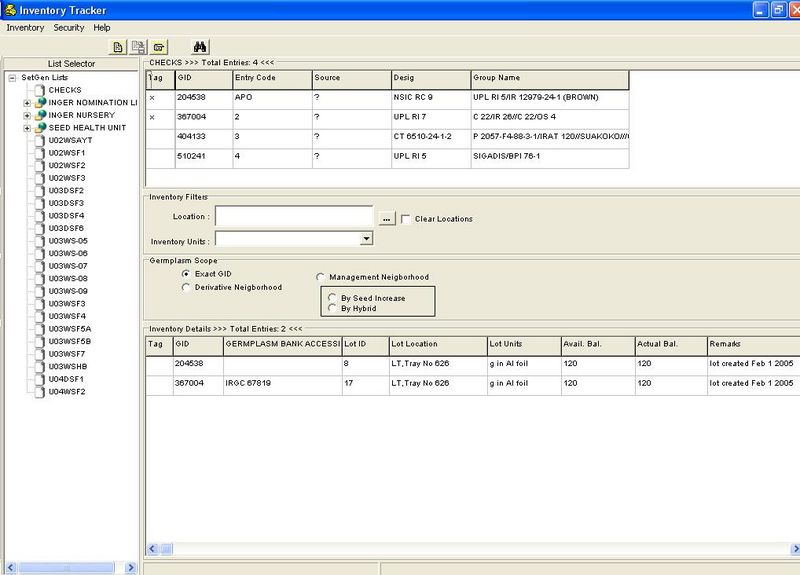 Inventory Tracker
Inventory Security Help
List Selector
SetGen Lists
CHECKS
INGER NOMINATION LI
INGER NURSERY
SEED HEALTH UNIT
U02WSAYT
U02WSF1
U02WSF2
U02WSF3
U03DSF2
U03DSF3
U03DSF4
U03DSF6
U03WS-05
U03WS-06
U03WS-07
U03WS-08
U03WS-09
U03WSF3
U03WSF4
U03WSF5A
U03WSF5B
U03WSF7
U03WSHB
U04DSF1
U04WSF2
CHECKS >>> Total Entries: 4 <<<
Tag GID Entry Code Source Desig Group Name
x 204538 APO ? NSIC RC 9 UPL RI 5/IR 12979-24-1 (BROWN)
x 367004 2 ? UPL RI 7 C 22/IR 26//C 22/OS 4
404133 3 ? CT 6510-24-1-2 P 2057-F4-88-3-1/IRAT 120//SUAKOKO///
510241 4 ? UPL RI 5 SIGADIS/BPI 76-1
Inventory Filters
Location : ... Clear Locations
Inventory Units :
Germplasm Scope
Exact GID Management Neigborhood
Derivative Neigborhood
By Seed Increase
By Hybrid
Inventory Details >>> Total Entries: 2 <<<
Tag GID GERMPLASM BANK ACCESSI Lot ID Lot Location Lot Units Avail. Bal. Actual Bal. Remarks
204538 8 LT,Tray No 626 g in Al foil 120 120 lot created Feb 1 2005
367004 IRGC 67819 17 LT,Tray No 626 g in Al foil 120 120 lot created Feb 1 2005